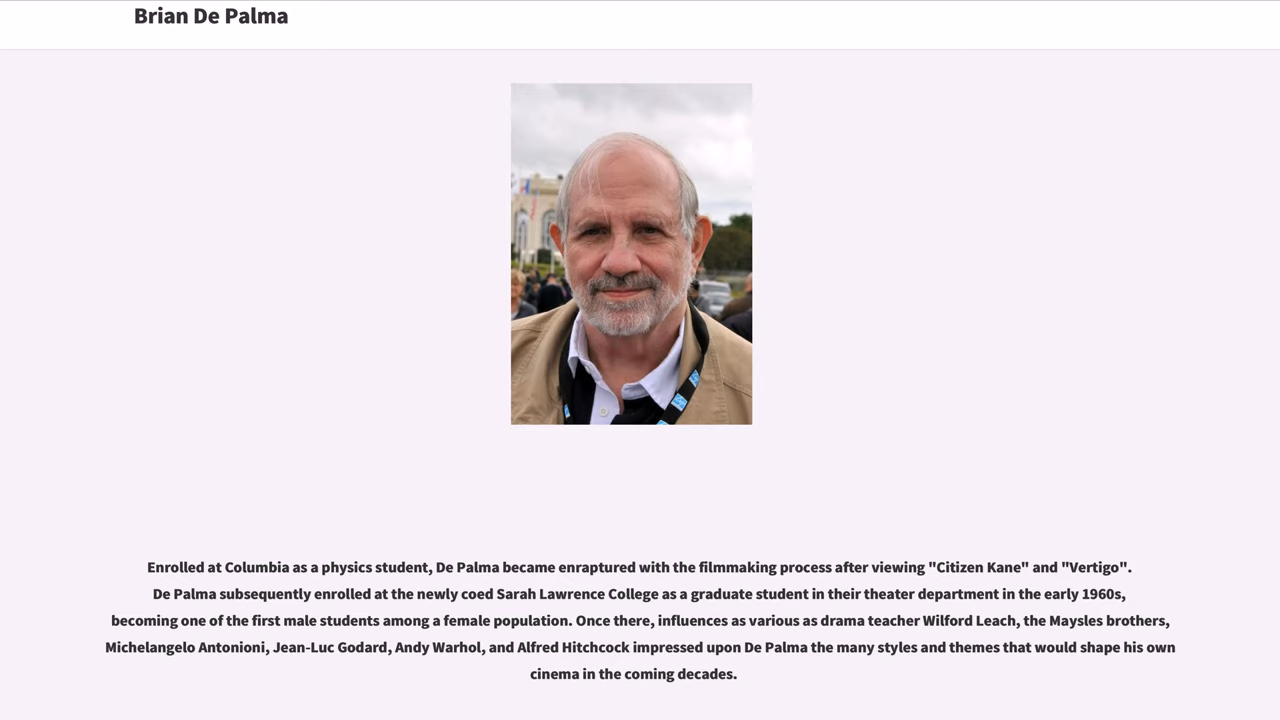 Brian De Palma
Enrolled at Columbia as a physics student, De Palma became enraptured with the filmmaking process after viewing "Citizen Kane" and "Vertigo".
De Palma subsequently enrolled at the newly coed Sarah Lawrence College as a graduate student in their theater department in the early 1960s,
becoming one of the first male students among a female population. Once there, influences as various as drama teacher Wilford Leach, the Maysles brothers,
Michelangelo Antonioni, Jean-Luc Godard, Andy Warhol, and Alfred Hitchcock impressed upon De Palma the many styles and themes that would shape his own
cinema in the coming decades.